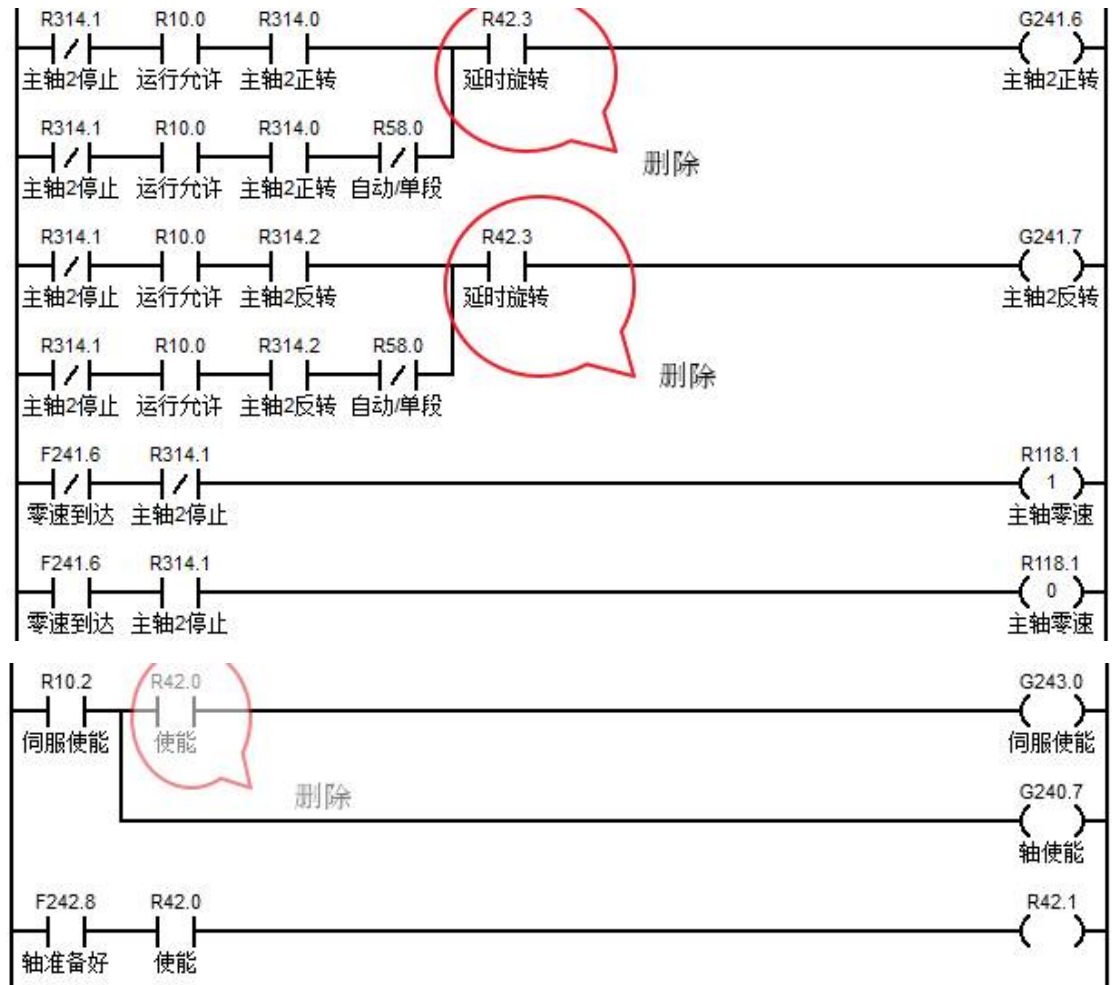 R314.1 R10.0 R314.0 R42.3 G241.6
主轴2停止 运行允许 主轴2正转 延时旋转 主轴2正转
R314.1 R10.0 R314.0 R58.0
删除
主轴2停止 运行允许 主轴2正转 自动/单段
R314.1 R10.0 R314.2 R42.3 G241.7
主轴2停止 运行允许 主轴2反转 延时旋转 主轴2反转
R314.1 R10.0 R314.2 R58.0
删除
主轴2停止 运行允许 主轴2反转 自动/单段
F241.6 R314.1 R118.1
1
零速到达 主轴2停止 主轴零速
F241.6 R314.1 R118.1
0
零速到达 主轴2停止 主轴零速
R10.2 R42.0 G243.0
伺服使能 使能 伺服使能
删除 G240.7
轴使能
F242.8 R42.0 R42.1
轴准备好 使能